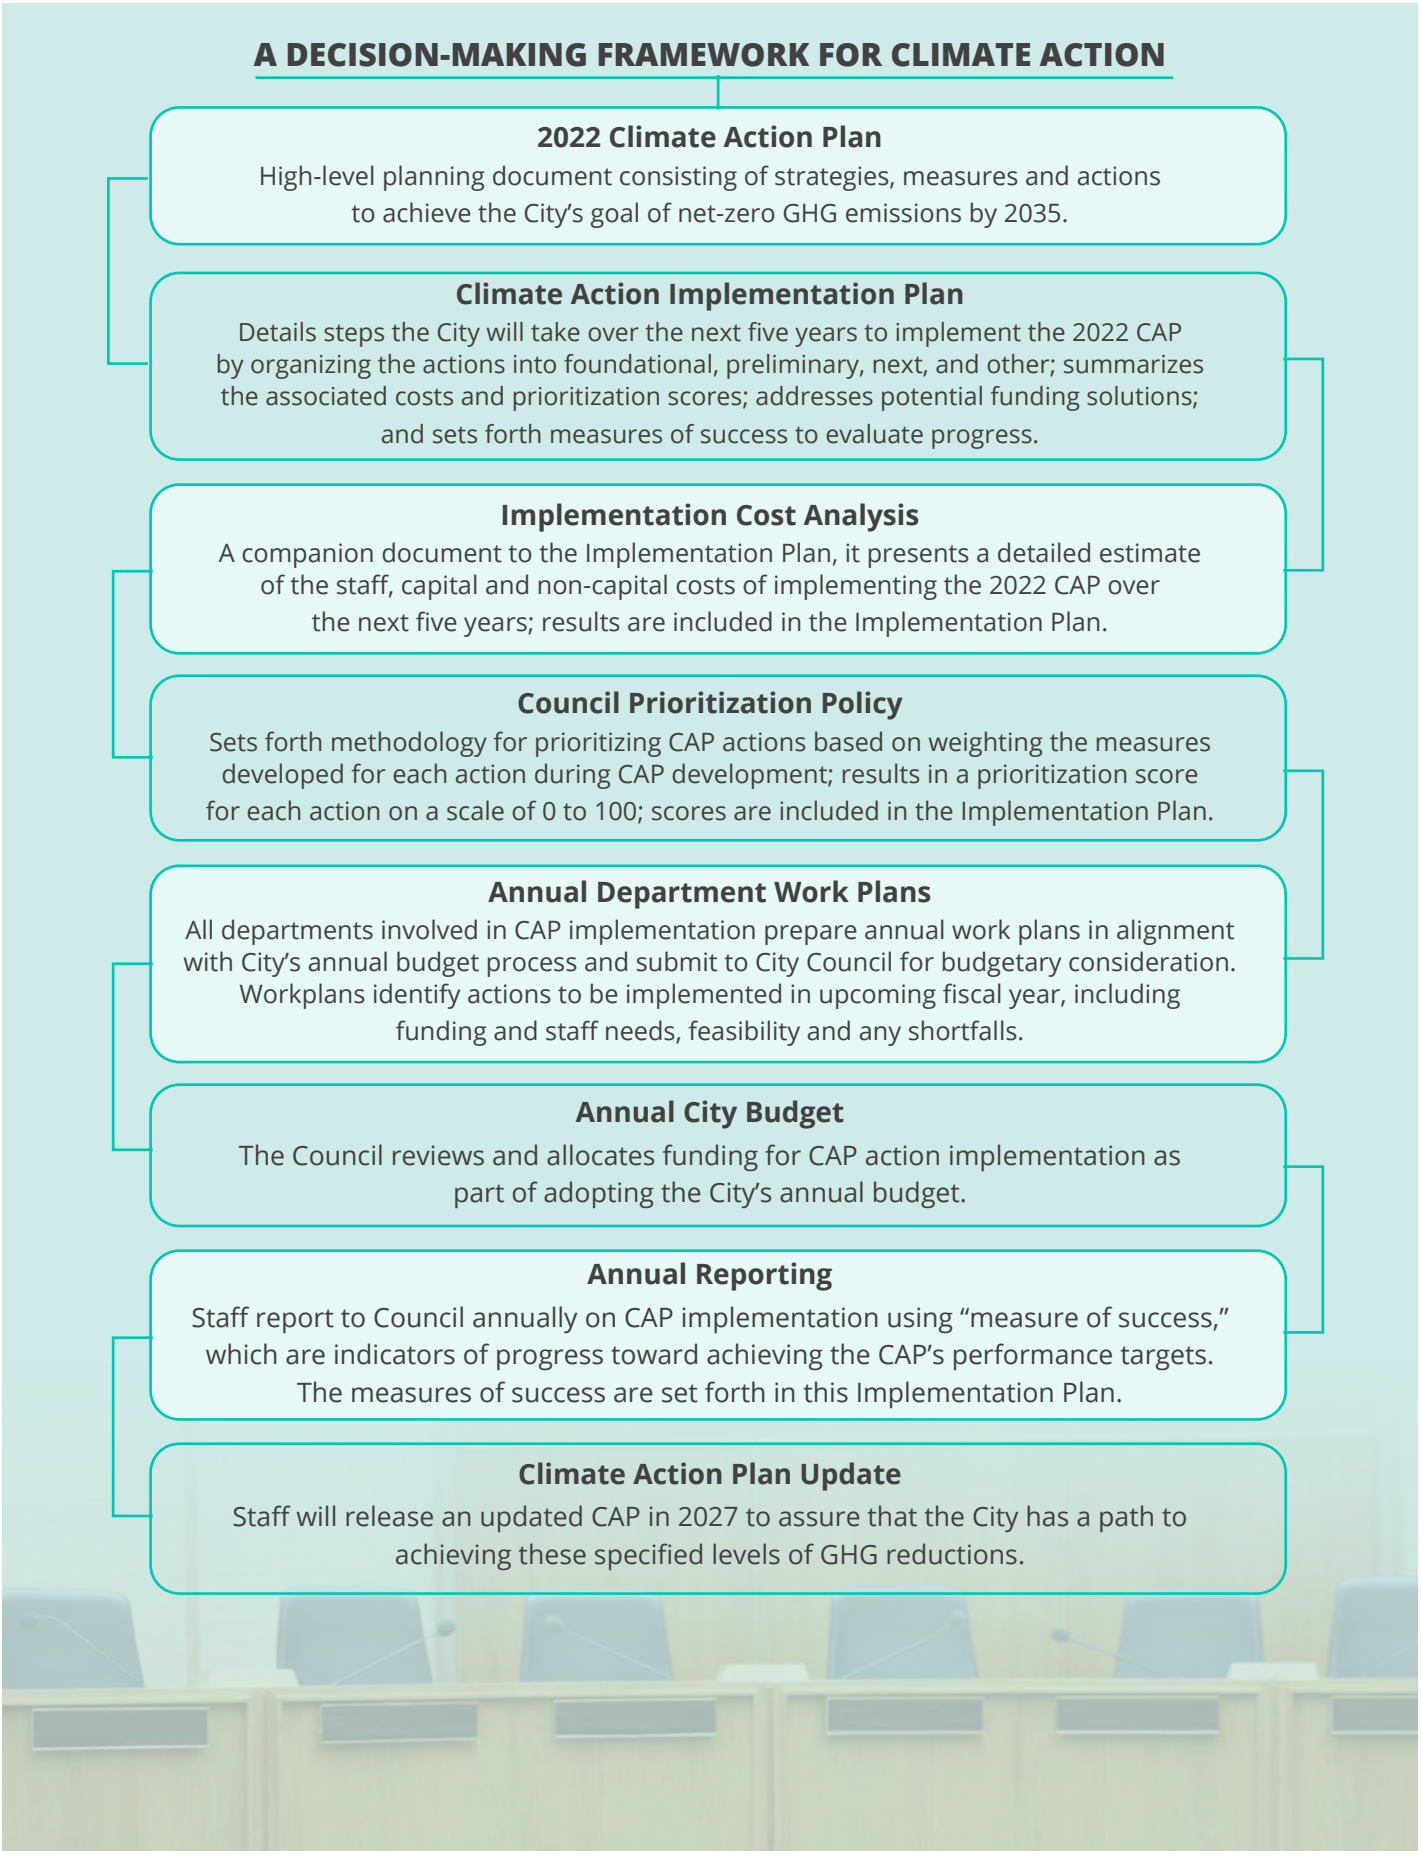 A DECISION-MAKING FRAMEWORK FOR CLIMATE ACTION
2022 Climate Action Plan
High-level planning document consisting of strategies, measures and actions
to achieve the City’s goal of net-zero GHG emissions by 2035.
Climate Action Implementation Plan
Details steps the City will take over the next five years to implement the 2022 CAP
by organizing the actions into foundational, preliminary, next, and other; summarizes
the associated costs and prioritization scores; addresses potential funding solutions;
and sets forth measures of success to evaluate progress.
Implementation Cost Analysis
A companion document to the Implementation Plan, it presents a detailed estimate
of the staff, capital and non-capital costs of implementing the 2022 CAP over
the next five years; results are included in the Implementation Plan.
Council Prioritization Policy
Sets forth methodology for prioritizing CAP actions based on weighting the measures
developed for each action during CAP development; results in a prioritization score
for each action on a scale of 0 to 100; scores are included in the Implementation Plan.
Annual Department Work Plans
All departments involved in CAP implementation prepare annual work plans in alignment
with City’s annual budget process and submit to City Council for budgetary consideration.
Workplans identify actions to be implemented in upcoming fiscal year, including
funding and staff needs, feasibility and any shortfalls.
Annual City Budget
The Council reviews and allocates funding for CAP action implementation as
part of adopting the City’s annual budget.
Annual Reporting
Staff report to Council annually on CAP implementation using “measure of success,”
which are indicators of progress toward achieving the CAP’s performance targets.
The measures of success are set forth in this Implementation Plan.
Climate Action Plan Update
Staff will release an updated CAP in 2027 to assure that the City has a path to
achieving these specified levels of GHG reductions.